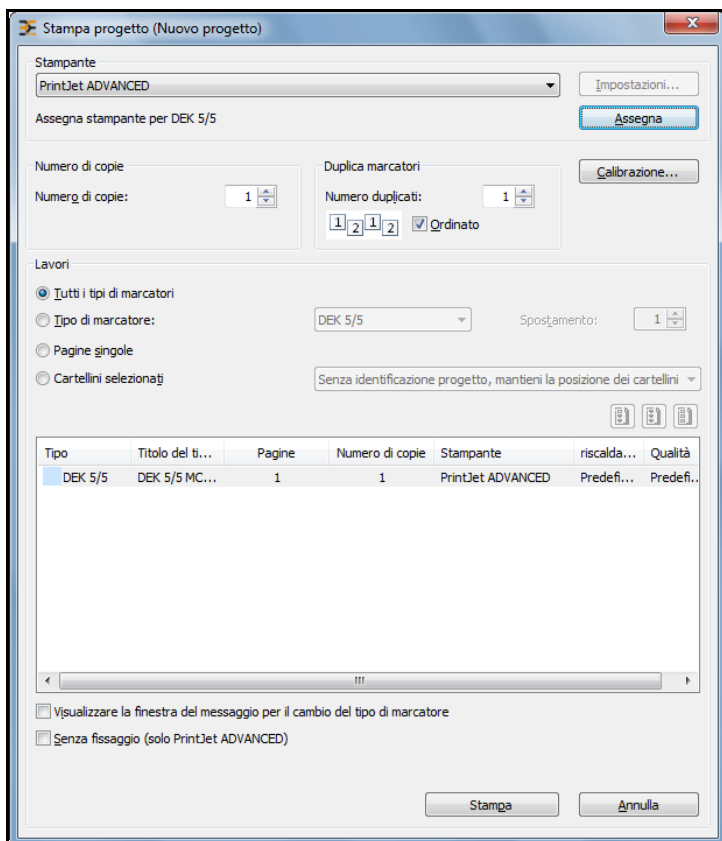 Stampa progetto (Nuovo progetto)
Stampante
PrintJet ADVANCED
Impostazioni...
Assegna stampante per DEK 5/5
Assegna
Numero di copie
Duplica marcatori
Calibrazione...
Numero di copie: 1
Numero duplicati: 1
1 2 1 2 Ordinato
Lavori
Tutti i tipi di marcatori
Tipo di marcatore: DEK 5/5 Spostamento: 1
Pagine singole
Cartellini selezionati Senza identificazione progetto, mantieni la posizione dei cartellini
Tipo Titolo del ti... Pagine Numero di copie Stampante riscalda... Qualità
DEK 5/5 DEK 5/5 MC... 1 1 PrintJet ADVANCED Predefi... Predefi..
Visualizzare la finestra del messaggio per il cambio del tipo di marcatore
Senza fissaggio (solo PrintJet ADVANCED)
Stampa Annulla